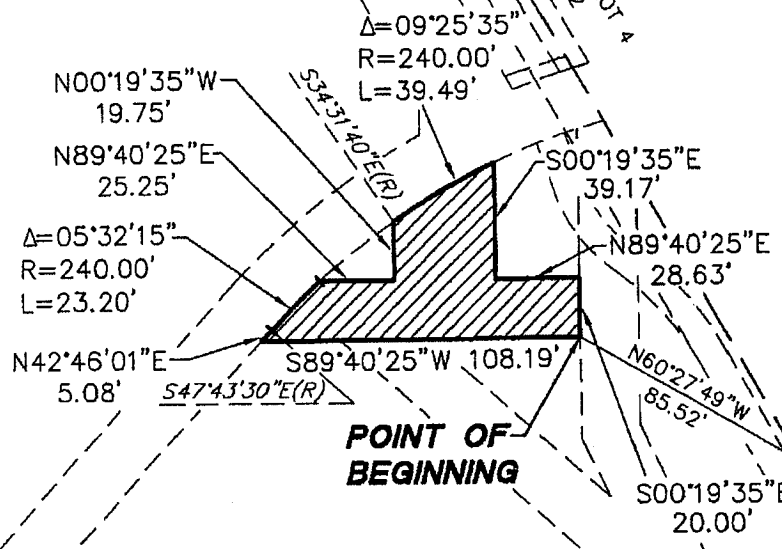 OT 4
Δ=09°25'35"
R=240.00'
L=39.49'
N00°19'35"W
19.75'
S34°31'40"E(R)
N89°40'25"E
25.25'
S00°19'35"E
39.17'
Δ=05°32'15"
R=240.00'
L=23.20'
N89°40'25"E
28.63'
N42°46'01"E
5.08'
S89°40'25"W 108.19'
S47°43'30"E(R)
N60°27'49"W
85.52'
POINT OF
BEGINNING
S00°19'35"E
20.00'